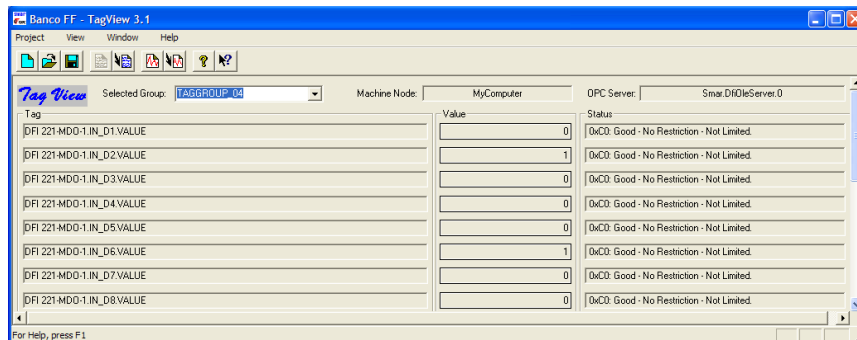 Banco FF - TagView 3.1
Project View Window Help
Tag View Selected Group: TAGGROUP_04 Machine Node: MyComputer OPC Server: Smar.DfiOleServer.0
Tag Value Status
DFI 221-MDO-1.IN_D1.VALUE 0 0xC0: Good - No Restriction - Not Limited.
DFI 221-MDO-1.IN_D2.VALUE 1 0xC0: Good - No Restriction - Not Limited.
DFI 221-MDO-1.IN_D3.VALUE 0 0xC0: Good - No Restriction - Not Limited.
DFI 221-MDO-1.IN_D4.VALUE 0 0xC0: Good - No Restriction - Not Limited.
DFI 221-MDO-1.IN_D5.VALUE 0 0xC0: Good - No Restriction - Not Limited.
DFI 221-MDO-1.IN_D6.VALUE 1 0xC0: Good - No Restriction - Not Limited.
DFI 221-MDO-1.IN_D7.VALUE 0 0xC0: Good - No Restriction - Not Limited.
DFI 221-MDO-1.IN_D8.VALUE 0 0xC0: Good - No Restriction - Not Limited.
For Help, press F1